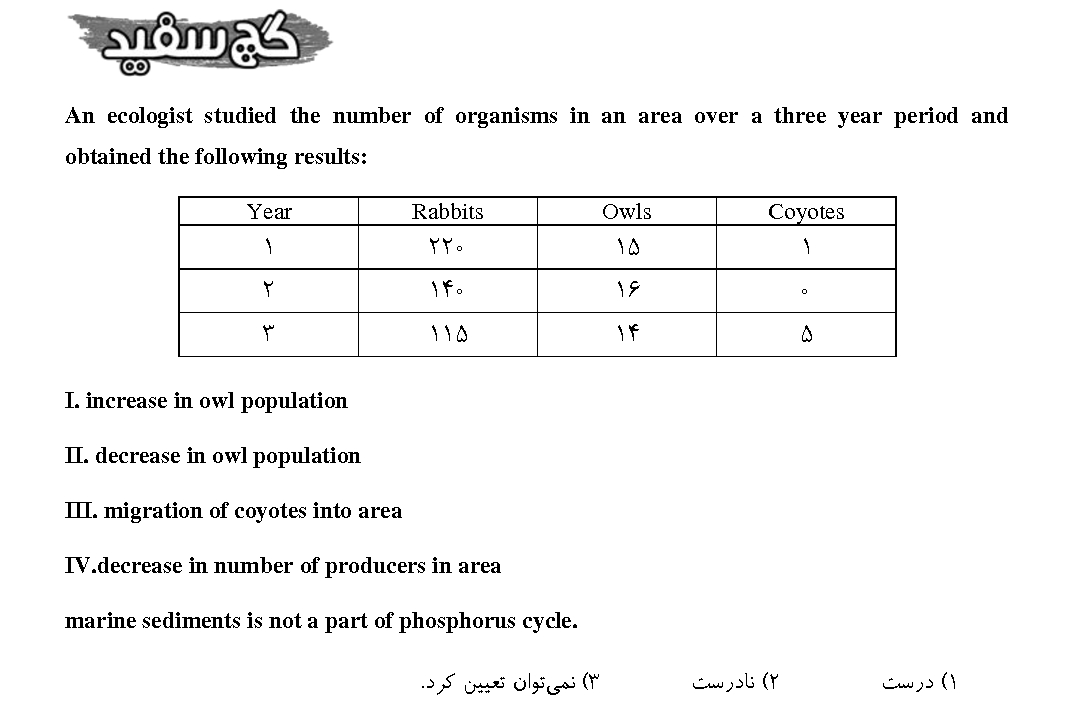 گچ سفید
An ecologist studied the number of organisms in an area over a three year period and
obtained the following results:
Year Rabbits Owls Coyotes
۱ ۲۲۰ ۱۵ ۱
۲ ۱۴۰ ۱۶ ۰
۳ ۱۱۵ ۱۴ ۵
I. increase in owl population
II. decrease in owl population
III. migration of coyotes into area
IV.decrease in number of producers in area
marine sediments is not a part of phosphorus cycle.
۱) درست ۲) نادرست ۳) نمی‌توان تعیین کرد.